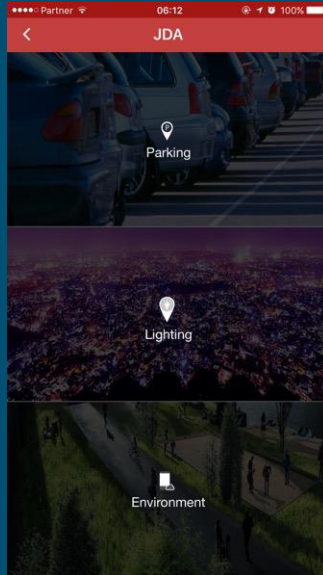 Partner 06:12 100%
JDA
Parking
Lighting
Environment